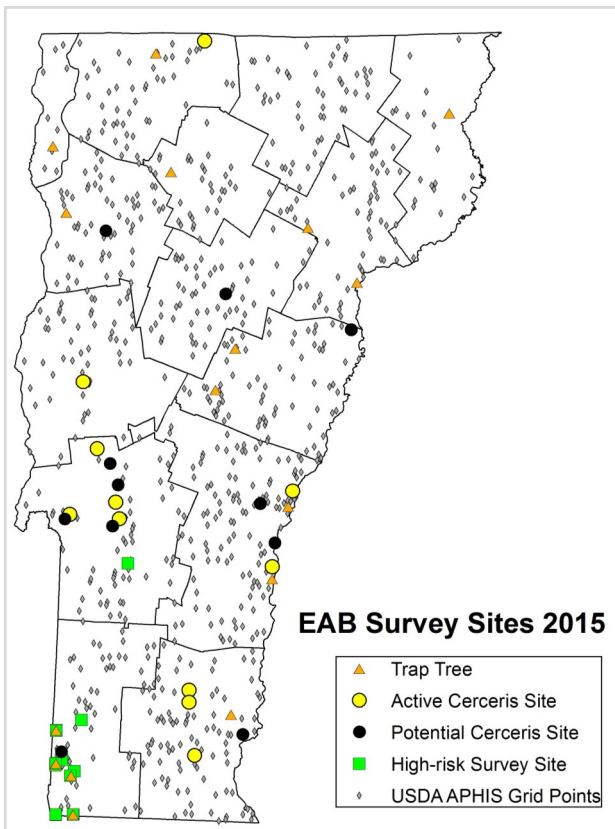 EAB Survey Sites 2015
Trap Tree
Active Cerceris Site
Potential Cerceris Site
High-risk Survey Site
USDA APHIS Grid Points